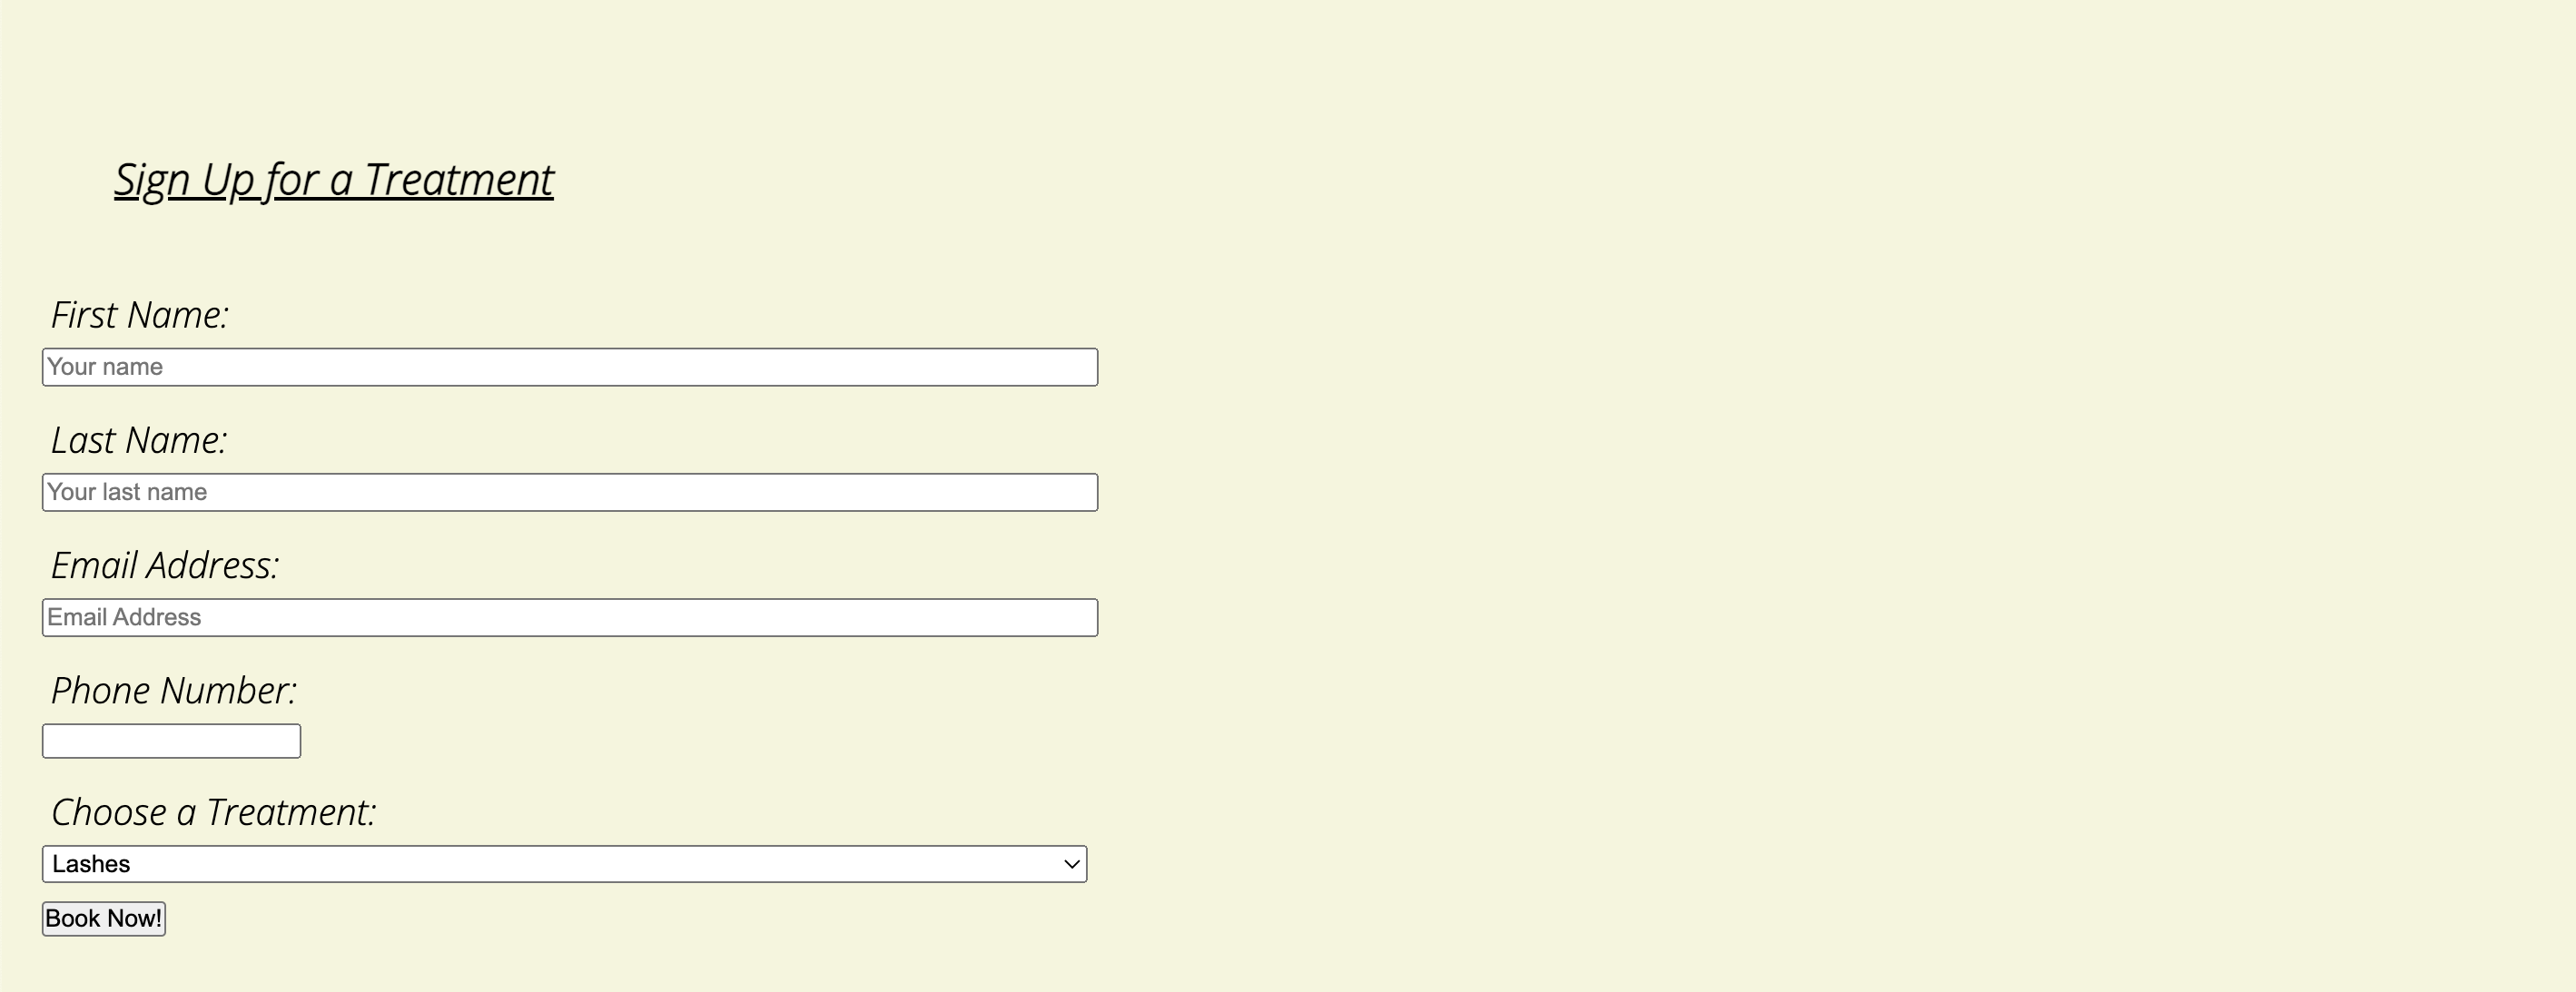 Sign Up for a Treatment
First Name:
Your name
Last Name:
Your last name
Email Address:
Email Address
Phone Number:
Choose a Treatment:
Lashes
Book Now!